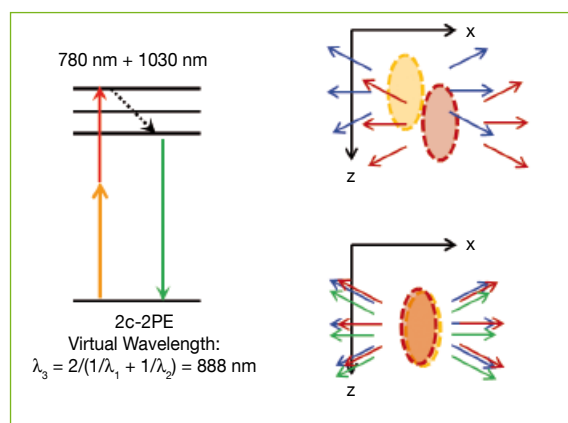 780 nm + 1030 nm
2c-2PE
Virtual Wavelength:
λ₃ = 2/(1/λ₁ + 1/λ₂) = 888 nm
x
z
x
z